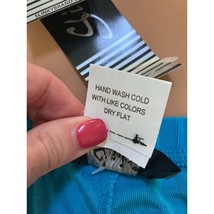 HAND WASH COLD
WITH LIKE COLORS
DRY FLAT